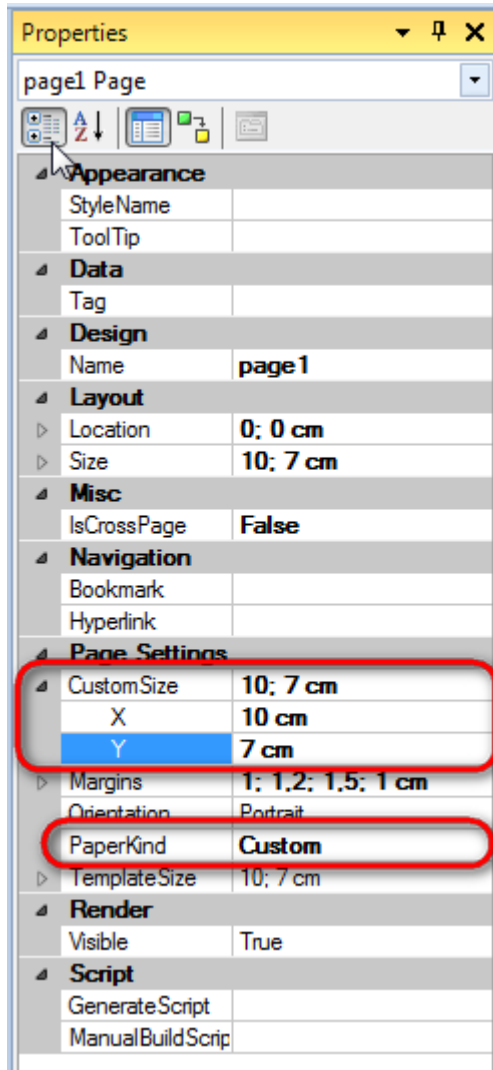 Properties
page1 Page
Appearance
StyleName
ToolTip
Data
Tag
Design
Name page1
Layout
Location 0; 0 cm
Size 10; 7 cm
Misc
IsCrossPage False
Navigation
Bookmark
Hyperlink
Page Settings
CustomSize 10; 7 cm
X 10 cm
Y 7 cm
Margins 1; 1,2; 1,5; 1 cm
Orientation Portrait
PaperKind Custom
TemplateSize 10; 7 cm
Render
Visible True
Script
GenerateScript
ManualBuildScrip